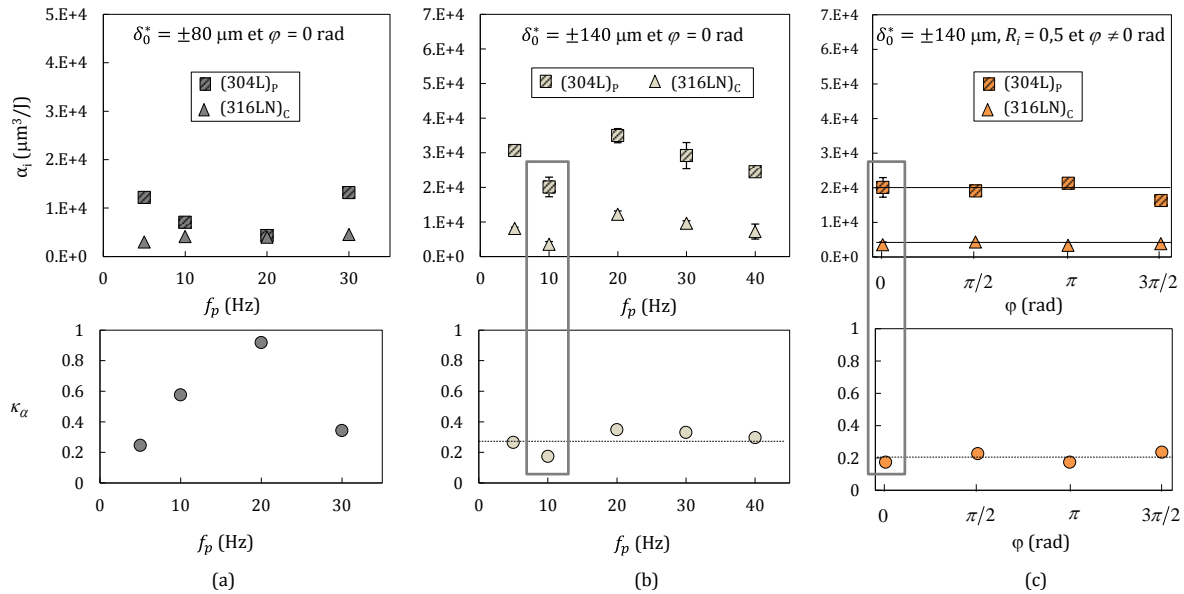 δ₀* = ±80 μm et φ = 0 rad
(304L)P
(316LN)C
αi (μm³/J)
5.E+4
4.E+4
3.E+4
2.E+4
1.E+4
0.E+0
0 10 20 30
fp (Hz)
κα
1
0.8
0.6
0.4
0.2
0
0 10 20 30
fp (Hz)
(a)
δ₀* = ±140 μm et φ = 0 rad
(304L)P (316LN)C
7.E+4
6.E+4
5.E+4
4.E+4
3.E+4
2.E+4
1.E+4
0.E+0
0 10 20 30 40
fp (Hz)
1
0.8
0.6
0.4
0.2
0
0 10 20 30 40
fp (Hz)
(b)
δ₀* = ±140 μm, Ri = 0,5 et φ ≠ 0 rad
(304L)P
(316LN)C
7.E+4
6.E+4
5.E+4
4.E+4
3.E+4
2.E+4
1.E+4
0.E+0
0 π/2 π 3π/2
φ (rad)
1
0.8
0.6
0.4
0.2
0
0 π/2 π 3π/2
φ (rad)
(c)